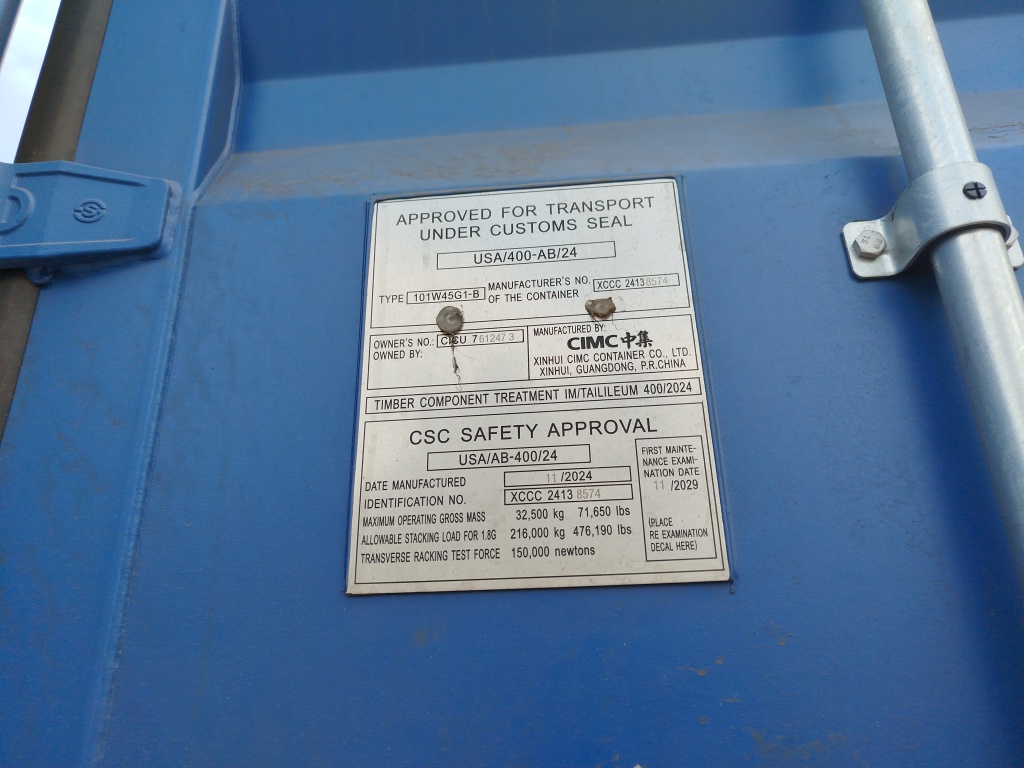 APPROVED FOR TRANSPORT
UNDER CUSTOMS SEAL
USA/400-AB/24
TYPE 101W45G1-B MANUFACTURER'S NO. OF THE CONTAINER XCCC 2413 8574
OWNER'S NO.: CICU 7 61247 3
OWNED BY:
MANUFACTURED BY:
CIMC 中集
XINHUI CIMC CONTAINER CO., LTD.
XINHUI, GUANGDONG, P.R.CHINA
TIMBER COMPONENT TREATMENT IM/TAILILEUM 400/2024
CSC SAFETY APPROVAL
USA/AB-400/24
DATE MANUFACTURED 11 /2024
IDENTIFICATION NO. XCCC 2413 8574
MAXIMUM OPERATING GROSS MASS 32,500 kg 71,650 lbs
ALLOWABLE STACKING LOAD FOR 1.8G 216,000 kg 476,190 lbs
TRANSVERSE RACKING TEST FORCE 150,000 newtons
FIRST MAINTE-
NANCE EXAMI-
NATION DATE
11 /2029
(PLACE
RE EXAMINATION
DECAL HERE)